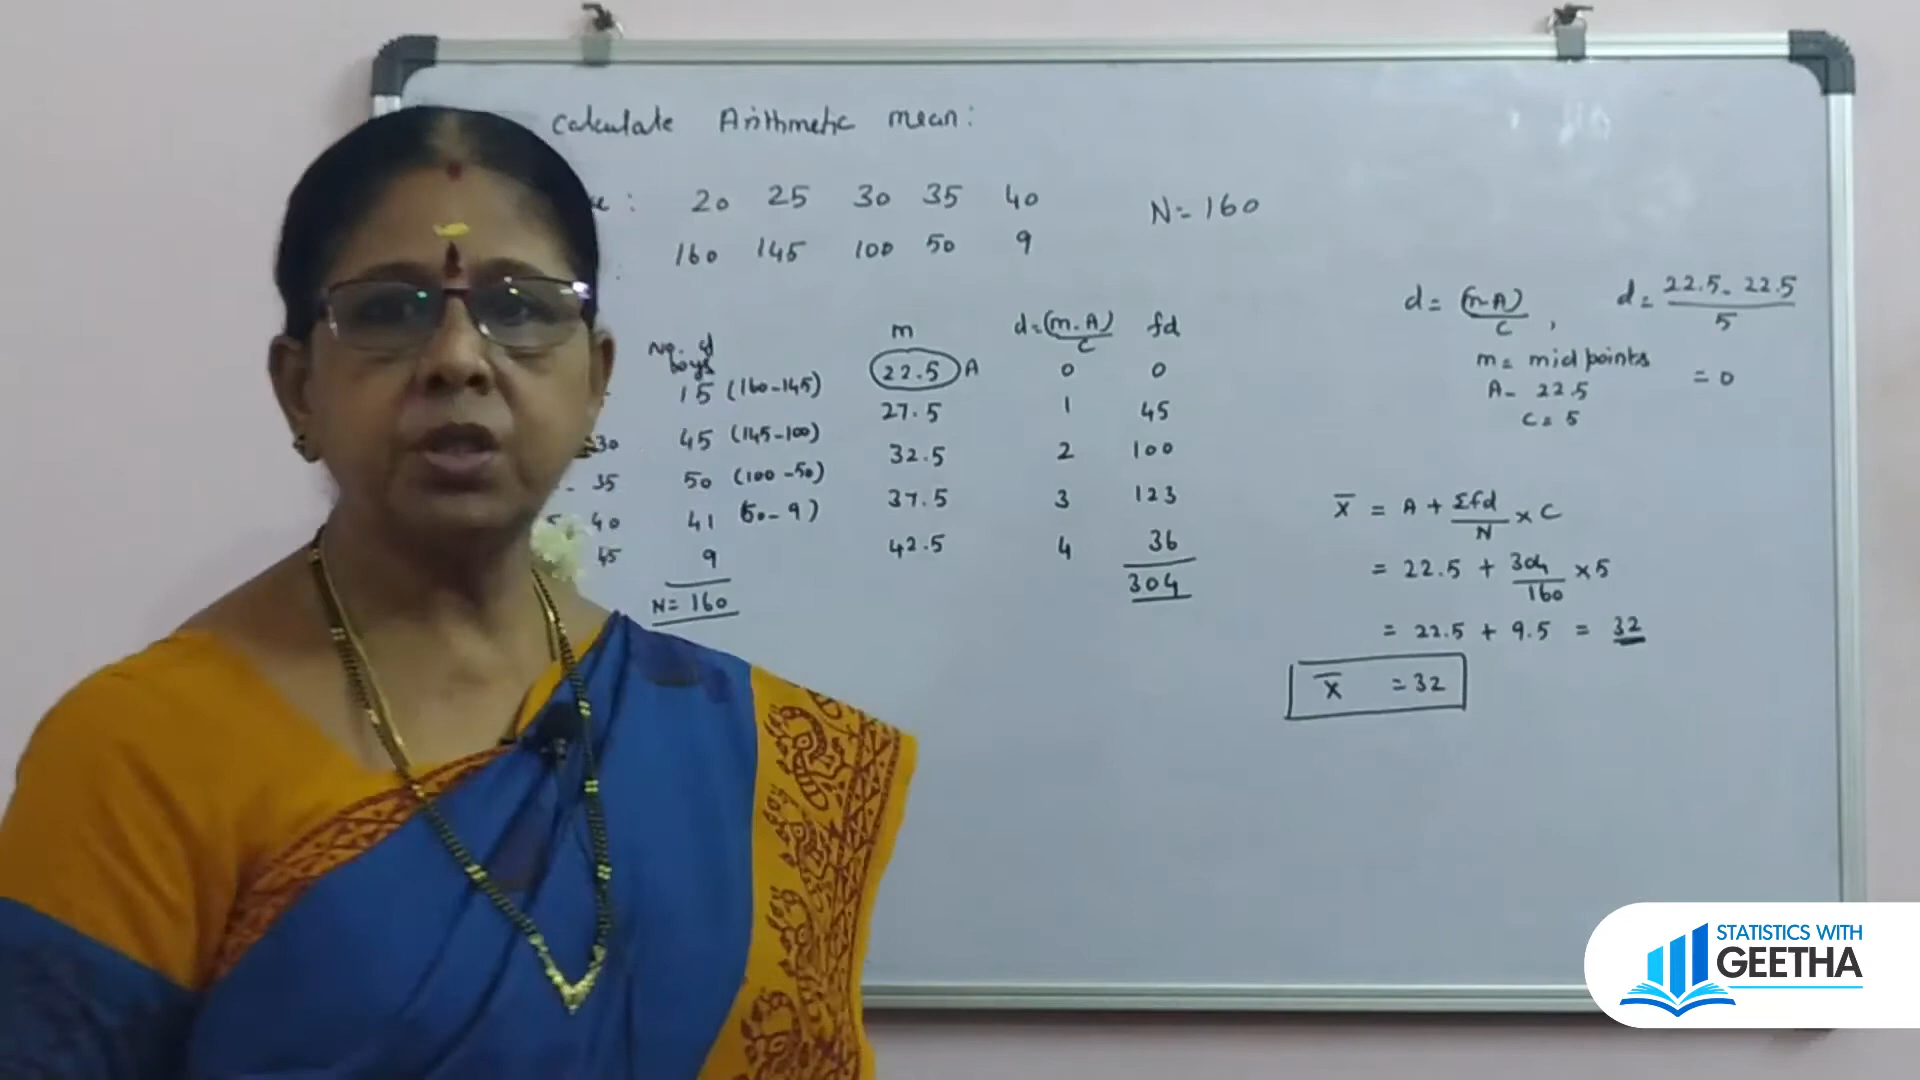 Calculate Arithmetic mean:
: 20 25 30 35 40
160 145 100 50 9
N = 160
No. of boys m d = (m-A)/C fd
15 (160-145) 22.5 A 0 0
27.5 1 45
30 45 (145-100) 32.5 2 100
- 35 50 (100-50) 37.5 3 123
40 41 (50-9) 42.5 4 36
45 9 304
N = 160
d = (m-A)/C , d = 22.5 - 22.5/5
m = mid points = 0
A - 22.5
C = 5
X̅ = A + Σfd/N × C
= 22.5 + 304/160 × 5
= 22.5 + 9.5 = 32
X̅ = 32
STATISTICS WITH
GEETHA